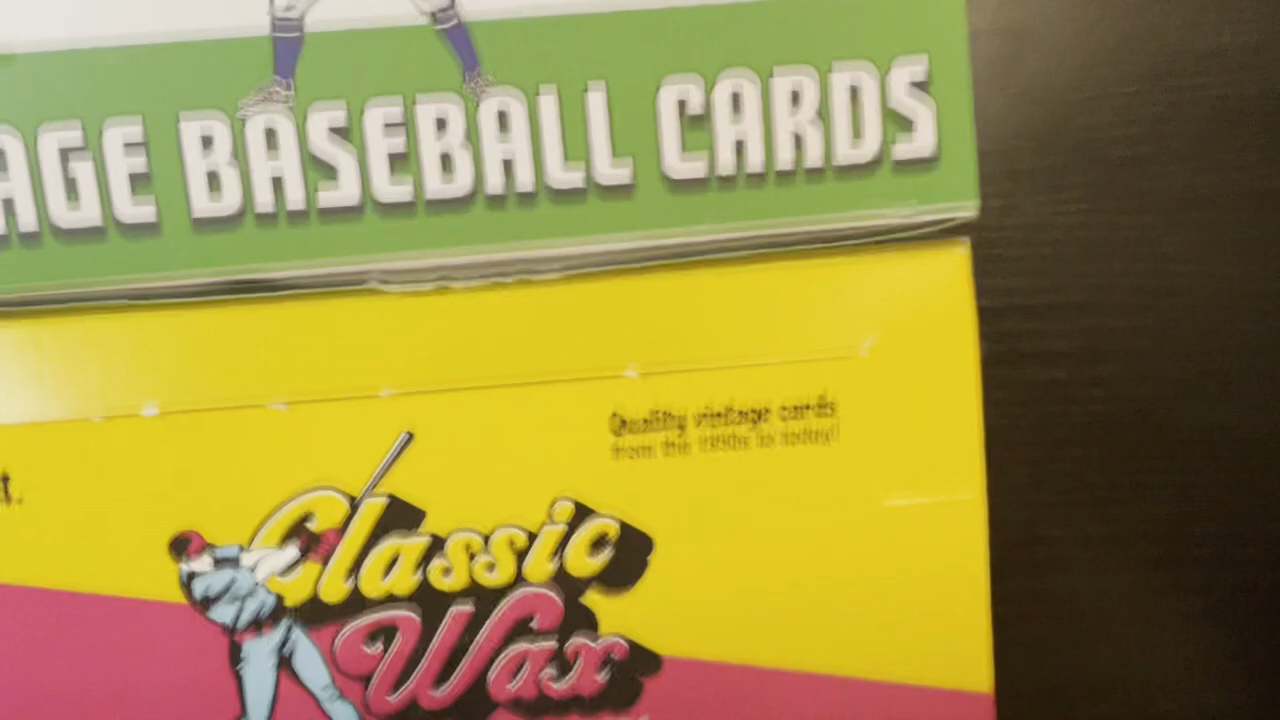 AGE BASEBALL CARDS
Quality vintage cards
from the 1950s to today!
t.
Classic
Wax